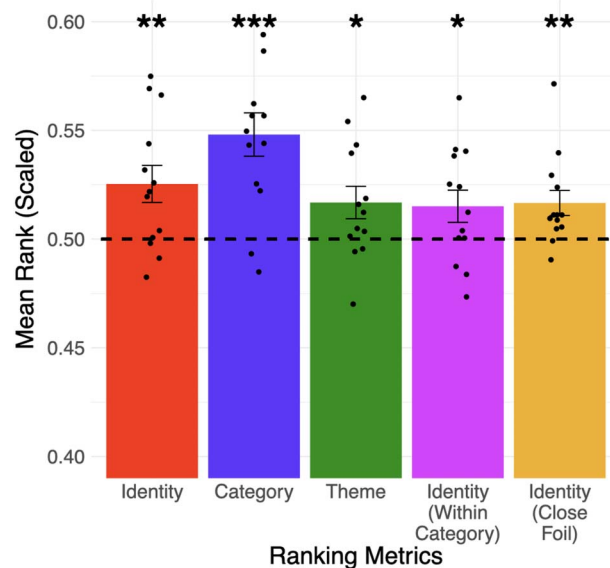 ** *** * * **
0.60
0.55
0.50
0.45
0.40
Mean Rank (Scaled)
Identity Category Theme Identity Identity
(Within (Close
Category) Foil)
Ranking Metrics